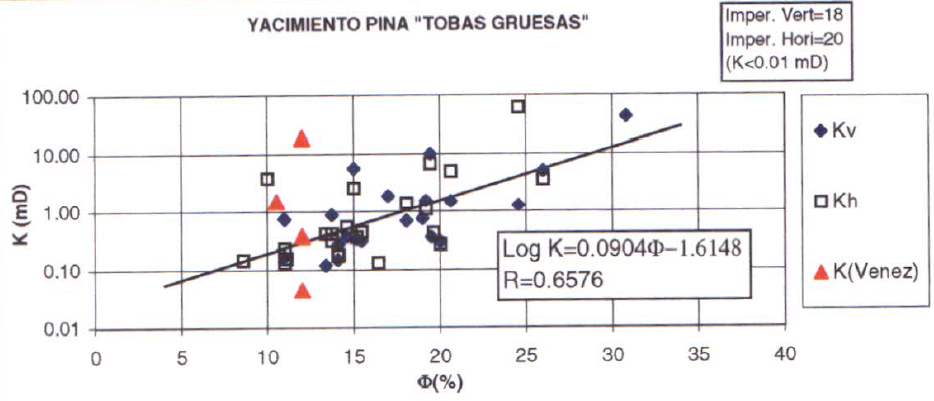 YACIMIENTO PINA "TOBAS GRUESAS"
Imper. Vert=18
Imper. Hori=20
(K<0.01 mD)
100.00
10.00
1.00
0.10
0.01
K (mD)
0 5 10 15 20 25 30 35 40
Φ(%)
Log K=0.0904Φ−1.6148
R=0.6576
Kv
Kh
K(Venez)